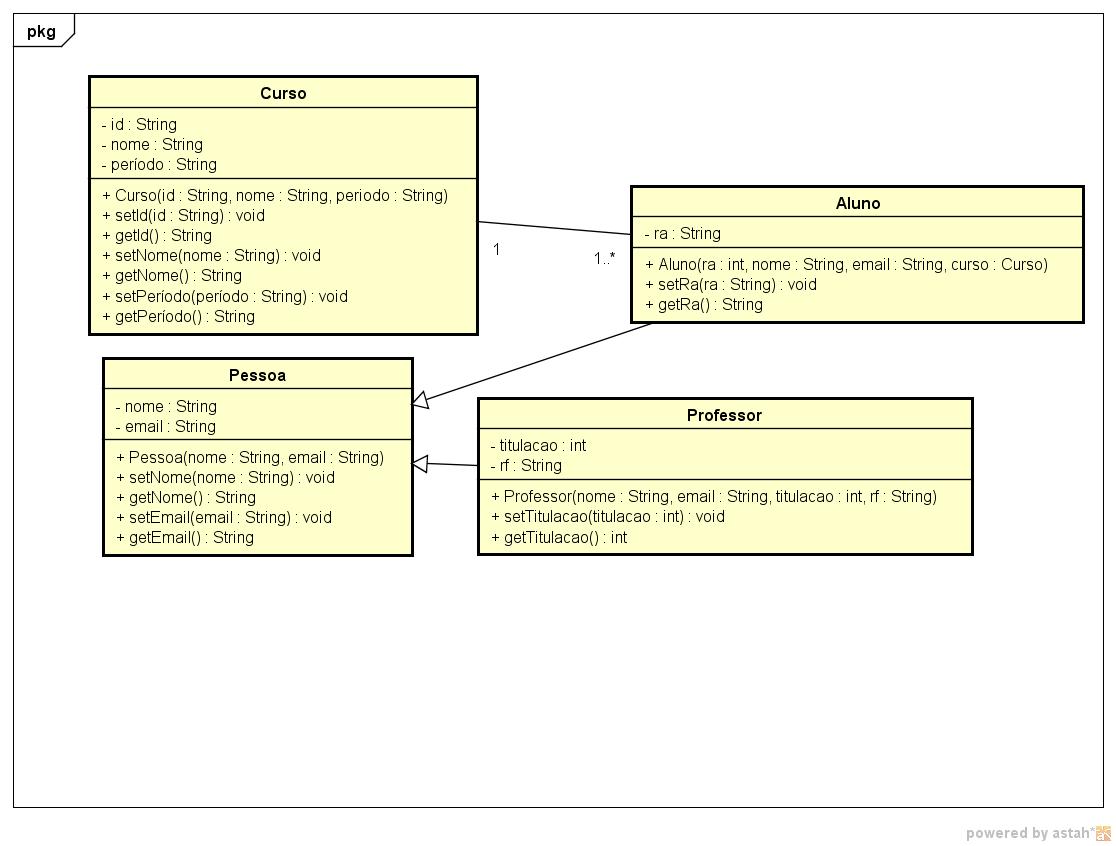 pkg
Curso
- id : String
- nome : String
- período : String
+ Curso(id : String, nome : String, periodo : String)
+ setId(id : String) : void
+ getId() : String
+ setNome(nome : String) : void
+ getNome() : String
+ setPeríodo(período : String) : void
+ getPeríodo() : String
1
1..*
Aluno
- ra : String
+ Aluno(ra : int, nome : String, email : String, curso : Curso)
+ setRa(ra : String) : void
+ getRa() : String
Pessoa
- nome : String
- email : String
+ Pessoa(nome : String, email : String)
+ setNome(nome : String) : void
+ getNome() : String
+ setEmail(email : String) : void
+ getEmail() : String
Professor
- titulacao : int
- rf : String
+ Professor(nome : String, email : String, titulacao : int, rf : String)
+ setTitulacao(titulacao : int) : void
+ getTitulacao() : int
powered by astah*